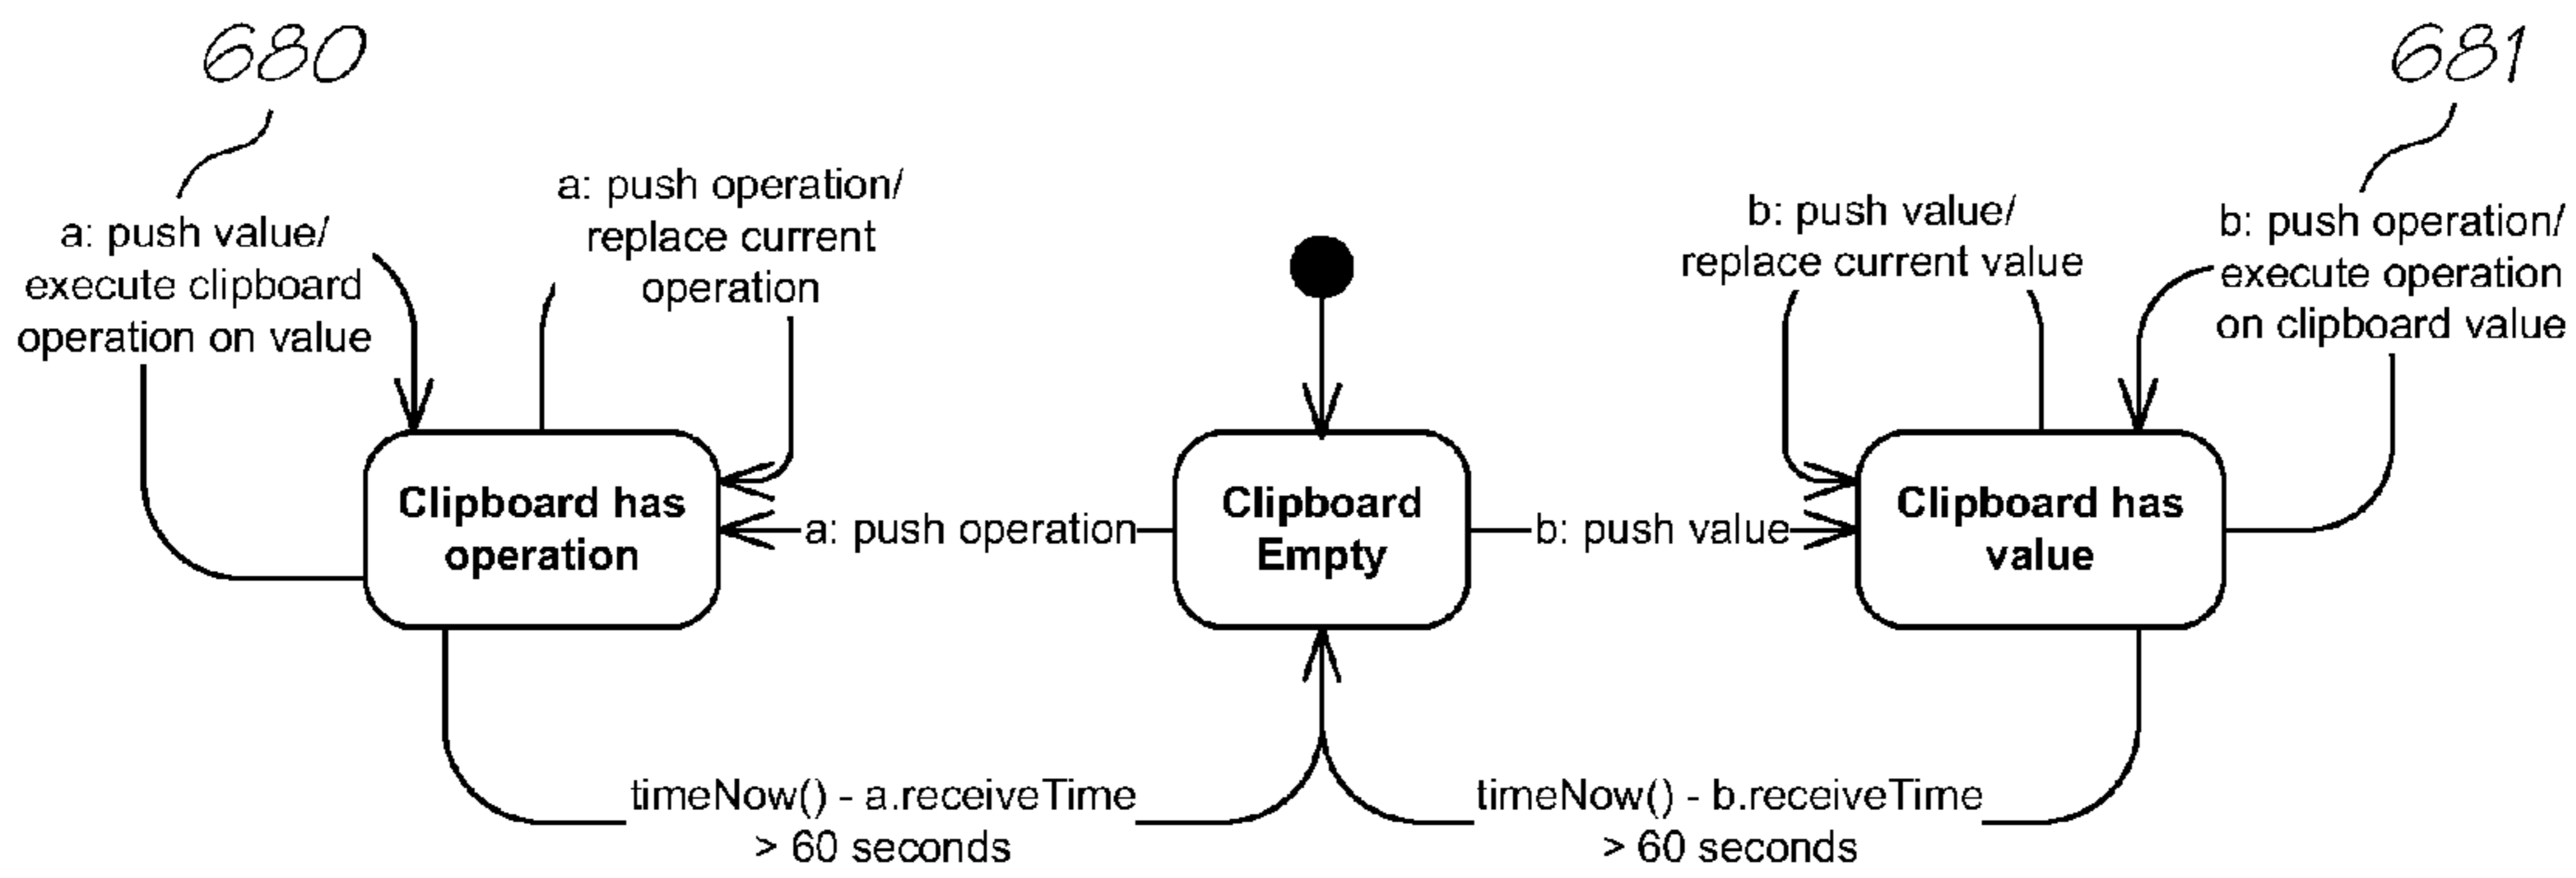 680
681
a: push value/
execute clipboard
operation on value
a: push operation/
replace current
operation
b: push value/
replace current value
b: push operation/
execute operation
on clipboard value
Clipboard has
operation
a: push operation
Clipboard
Empty
b: push value
Clipboard has
value
timeNow() - a.receiveTime
> 60 seconds
timeNow() - b.receiveTime
> 60 seconds